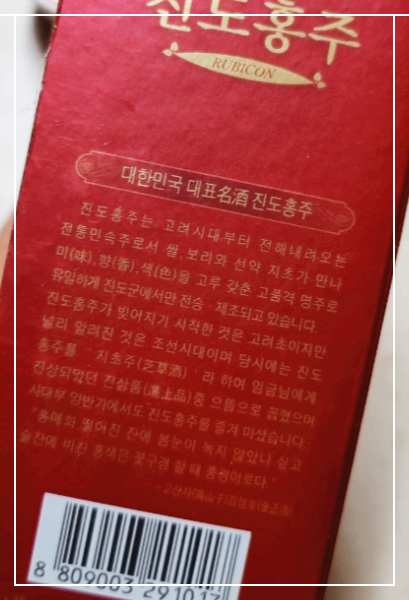 진도홍주
RUBICON
대한민국 대표名酒 진도홍주
진도홍주는 고려시대부터 전해내려오는
전통민속주로서 쌀, 보리와 선약 지초가 만나
미(味), 향(香), 색(色)을 고루 갖춘 고품격 명주로
유일하게 진도군에서만 전승 · 제조되고 있습니다.
진도홍주가 빚어지기 시작한 것은 고려초이지만
널리 알려진 것은 조선시대이며 당시에는 진도
홍주를 지초주(芝草酒) 라 하여 임금님에게
진상되었던 진상품(進上品)중 으뜸으로 꼽혔으며
사대부 양반가에서도 진도홍주를 즐겨 마셨습니다.
홍매화 떨어진 잔에 봄눈이 녹지 않았나 싶고
술잔에 비친 홍색은 꽃구경 할 때 풍경이로다."
8 809003 291017